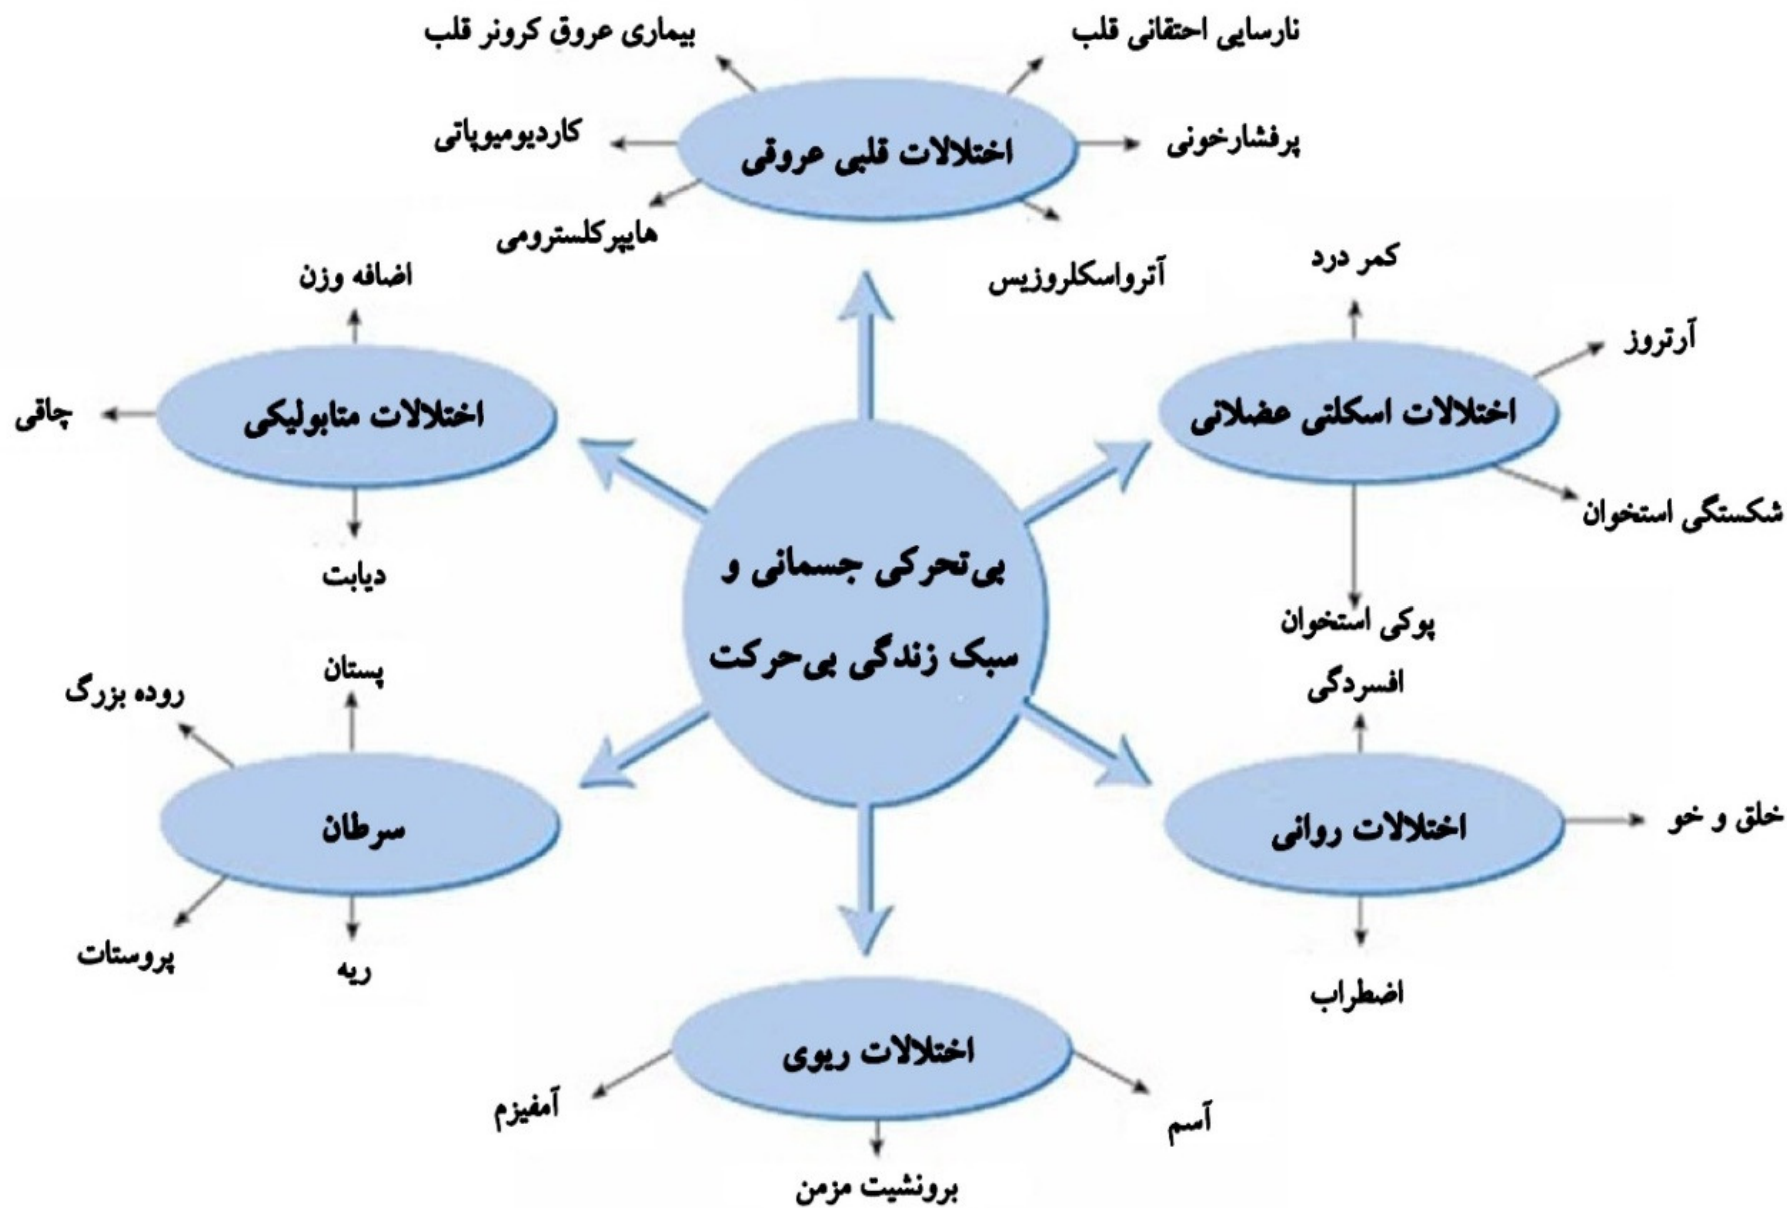 نارسایی احتقانی قلب
بیماری عروق کرونر قلب
پرفشارخونی
اختلالات قلبی عروقی
کاردیومیوپاتی
هایپرکلسترومی
آترواسکلروزیس
کمر درد
آرتروز
اختلالات اسکلتی عضلانی
شکستگی استخوان
پوکی استخوان
اضافه وزن
اختلالات متابولیکی
چاقی
دیابت
بی‌تحرکی جسمانی و
سبک زندگی بی‌حرکت
افسردگی
خلق و خو
اختلالات روانی
اضطراب
پستان
روده بزرگ
سرطان
ریه
پروستات
اختلالات ریوی
آسم
برونشیت مزمن
آمفیزم